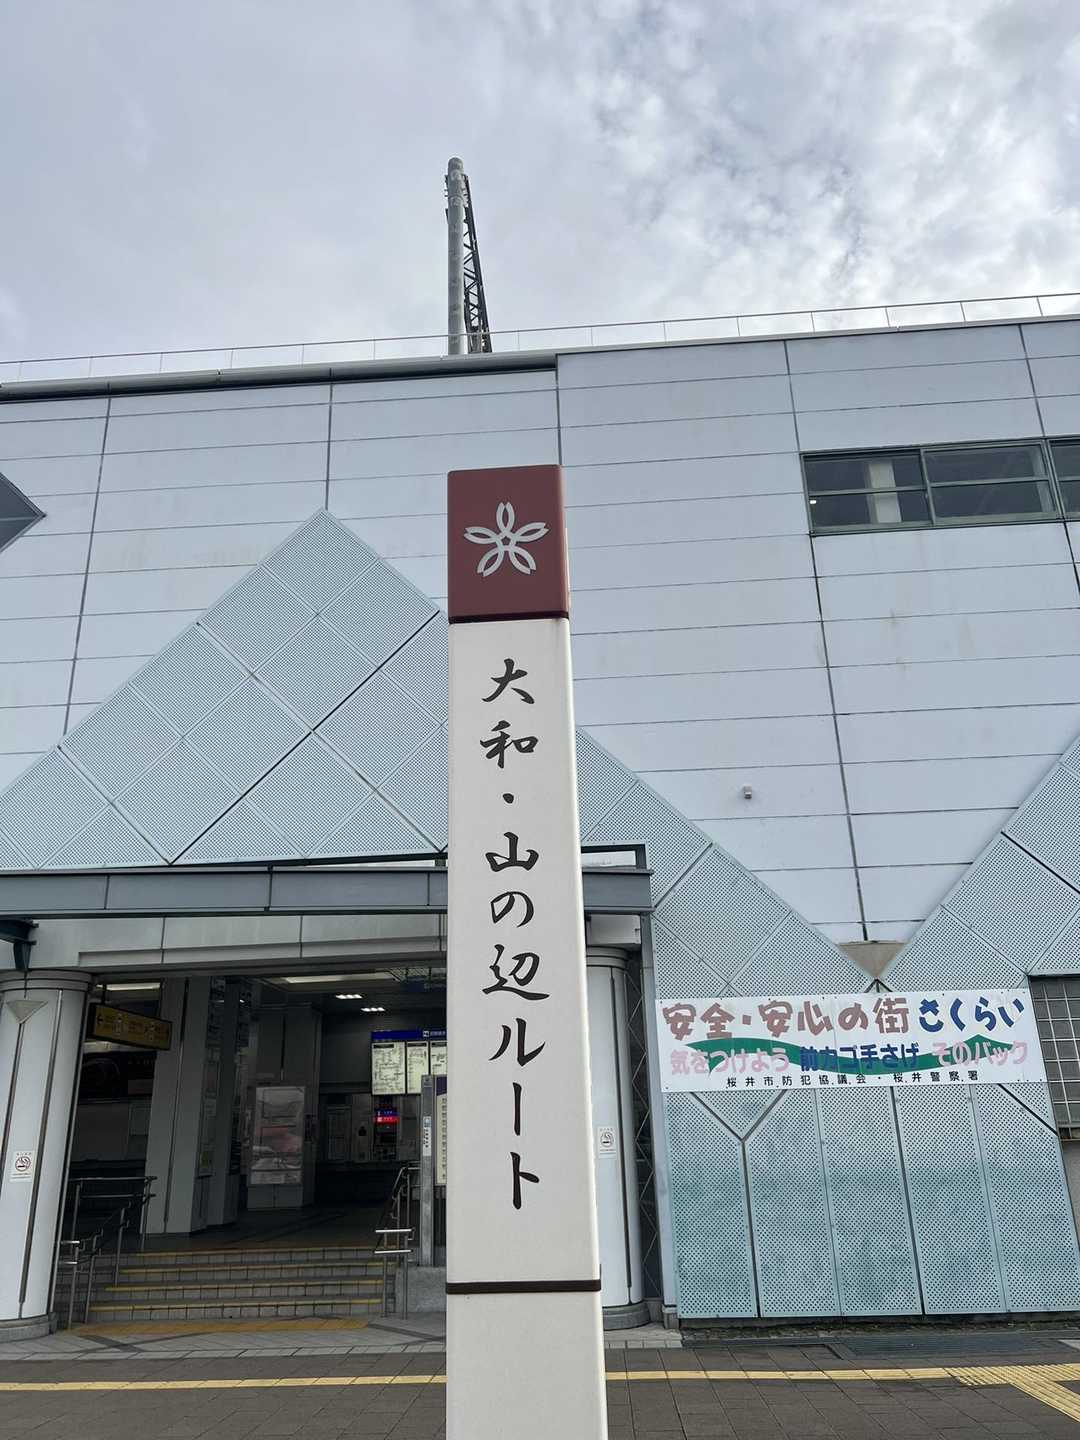 大和・山の辺ルート
安全・安心の街 さくらい
気をつけよう 前カゴ手さげ そのバック
桜井市防犯協議会・桜井警察署